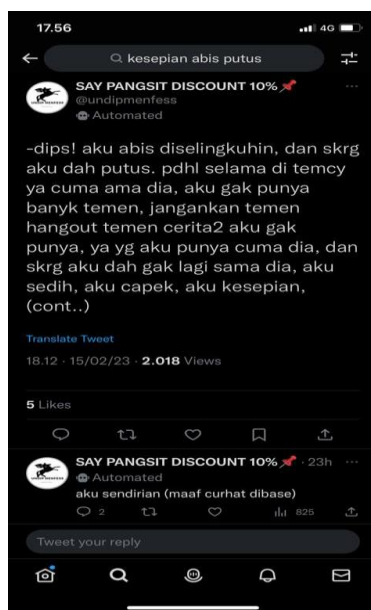 17.56
4G
kesepian abis putus
SAY PANGSIT DISCOUNT 10% 📌
@undipmenfess
Automated
-dips! aku abis diselingkuhin, dan skrg
aku dah putus. pdhl selama di temcy
ya cuma ama dia, aku gak punya
banyk temen, jangankan temen
hangout temen cerita2 aku gak
punya, ya yg aku punya cuma dia, dan
skrg aku dah gak lagi sama dia, aku
sedih, aku capek, aku kesepian,
(cont..)
Translate Tweet
18.12 · 15/02/23 · 2.018 Views
5 Likes
SAY PANGSIT DISCOUNT 10% 📌 · 23h
Automated
aku sendirian (maaf curhat dibase)
2 825
Tweet your reply